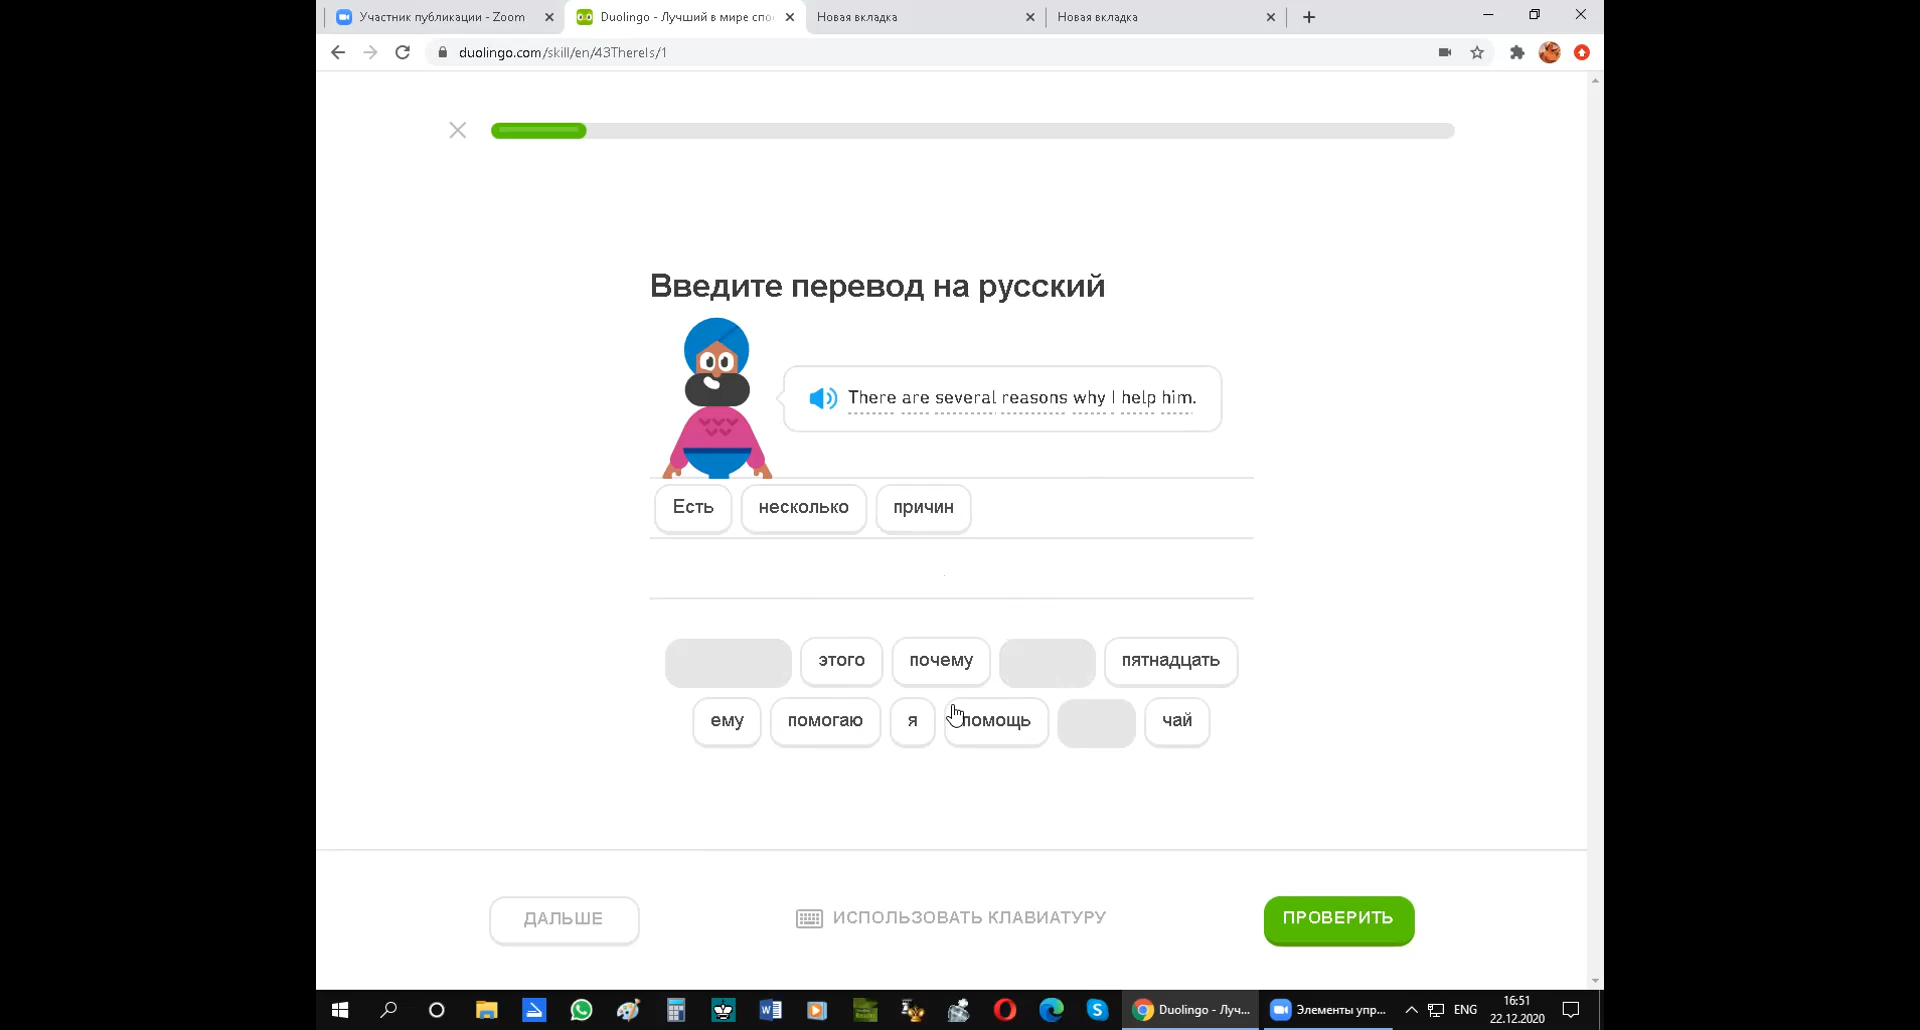 Участник публикации - Zoom
Duolingo - Лучший в мире спо
Новая вкладка
Новая вкладка
duolingo.com/skill/en/43ThereIs/1
Введите перевод на русский
There are several reasons why I help him.
Есть несколько причин
этого почему пятнадцать
ему помогаю я помощь чай
ДАЛЬШЕ
ИСПОЛЬЗОВАТЬ КЛАВИАТУРУ
ПРОВЕРИТЬ
Duolingo - Луч...
Элементы упр...
ENG
16:51
22.12.2020